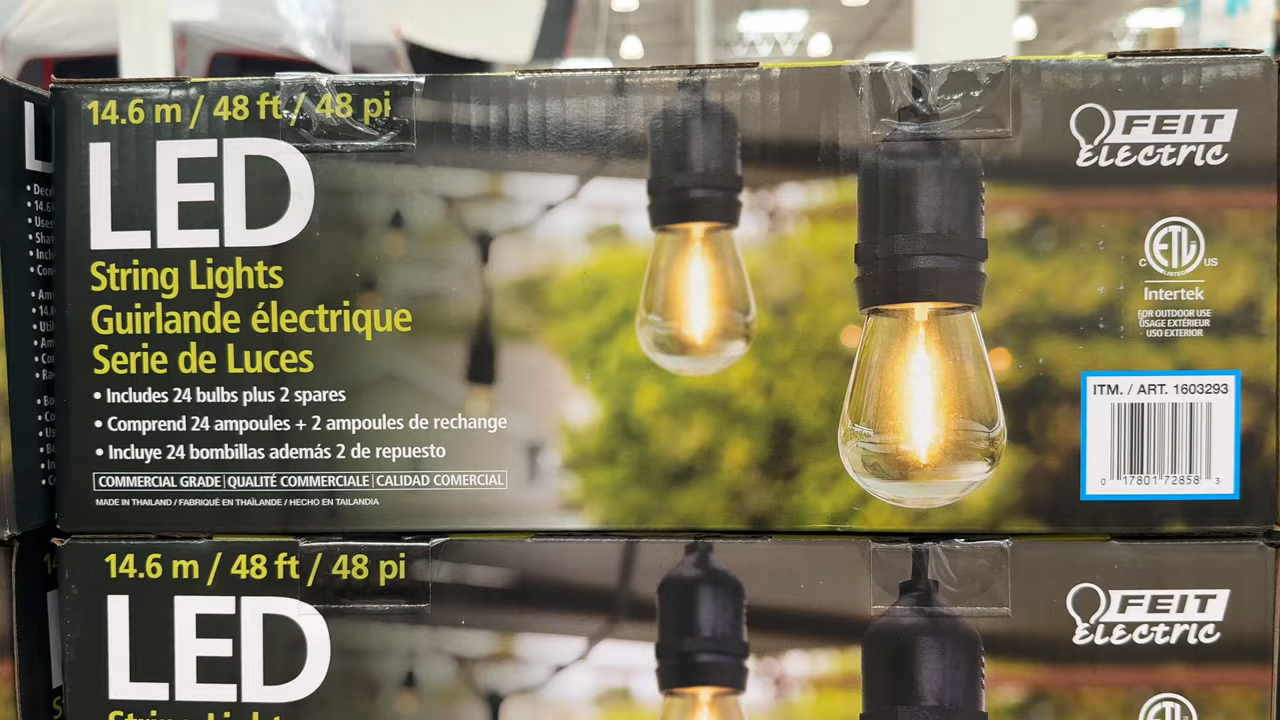 14.6 m / 48 ft / 48 pi
LED
String Lights
Guirlande électrique
Serie de Luces
• Includes 24 bulbs plus 2 spares
• Comprend 24 ampoules + 2 ampoules de rechange
• Incluye 24 bombillas además 2 de repuesto
COMMERCIAL GRADE | QUALITÉ COMMERCIALE | CALIDAD COMERCIAL
MADE IN THAILAND / FABRIQUÉ EN THAÏLANDE / HECHO EN TAILANDIA
FEIT
Electric
C ETL US
LISTED
Intertek
FOR OUTDOOR USE
USAGE EXTÉRIEUR
USO EXTERIOR
ITM. / ART. 1603293
0 17801 72858 3
14.6 m / 48 ft / 48 pi
LED
FEIT
Electric